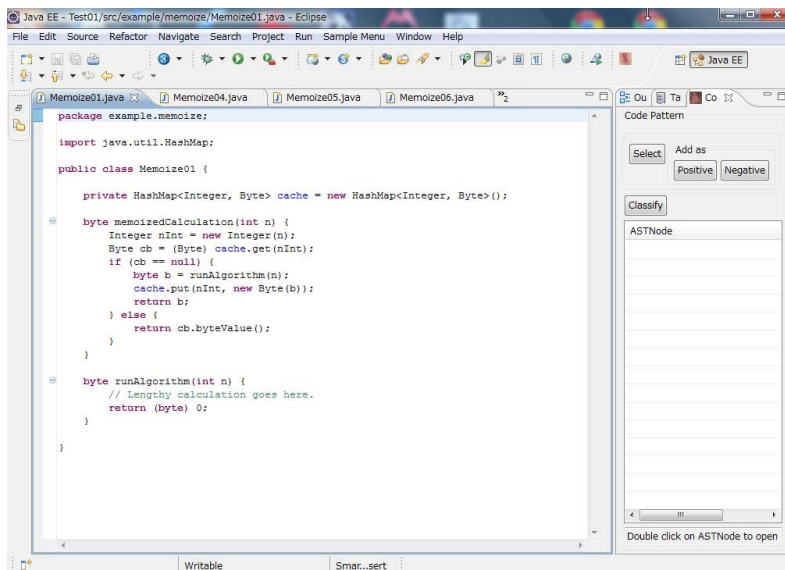 Java EE - Test01/src/example/memoize/Memoize01.java - Eclipse
File Edit Source Refactor Navigate Search Project Run Sample Menu Window Help
Java EE
Memoize01.java Memoize04.java Memoize05.java Memoize06.java »2
Ou Ta Co
package example.memoize;
import java.util.HashMap;
public class Memoize01 {
private HashMap<Integer, Byte> cache = new HashMap<Integer, Byte>();
byte memoizedCalculation(int n) {
Integer nInt = new Integer(n);
Byte cb = (Byte) cache.get(nInt);
if (cb == null) {
byte b = runAlgorithm(n);
cache.put(nInt, new Byte(b));
return b;
} else {
return cb.byteValue();
}
}
byte runAlgorithm(int n) {
// Lengthy calculation goes here.
return (byte) 0;
}
}
Code Pattern
Select
Add as
Positive Negative
Classify
ASTNode
Double click on ASTNode to open
Writable Smar...sert